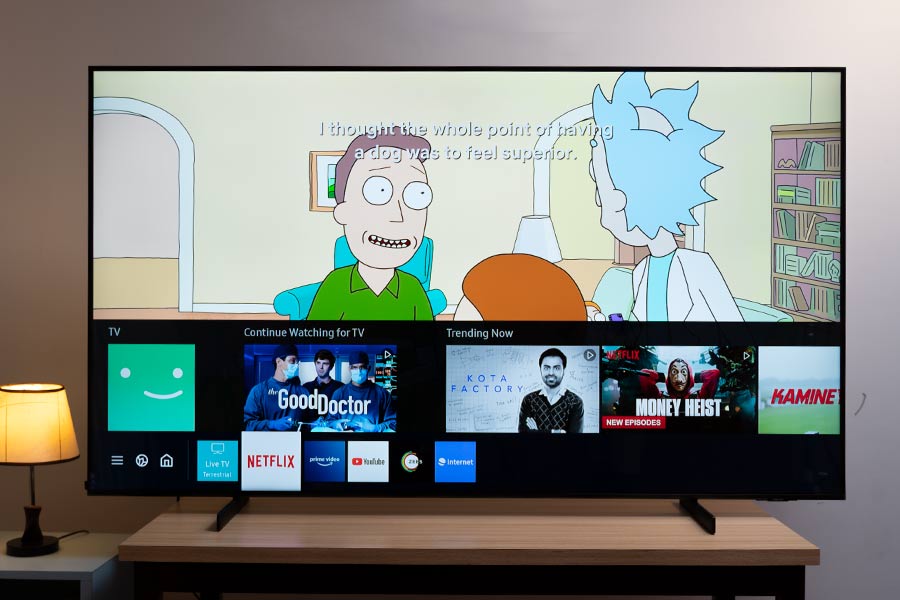 I thought the whole point of having
a dog was to feel superior.
TV
Continue Watching for TV
Trending Now
the
Good Doctor
KOTA
FACTORY
NETFLIX
MONEY HEIST
NEW EPISODES
KAMINE
Live TV
Terrestrial
NETFLIX
prime video
YouTube
ZEE5
internet